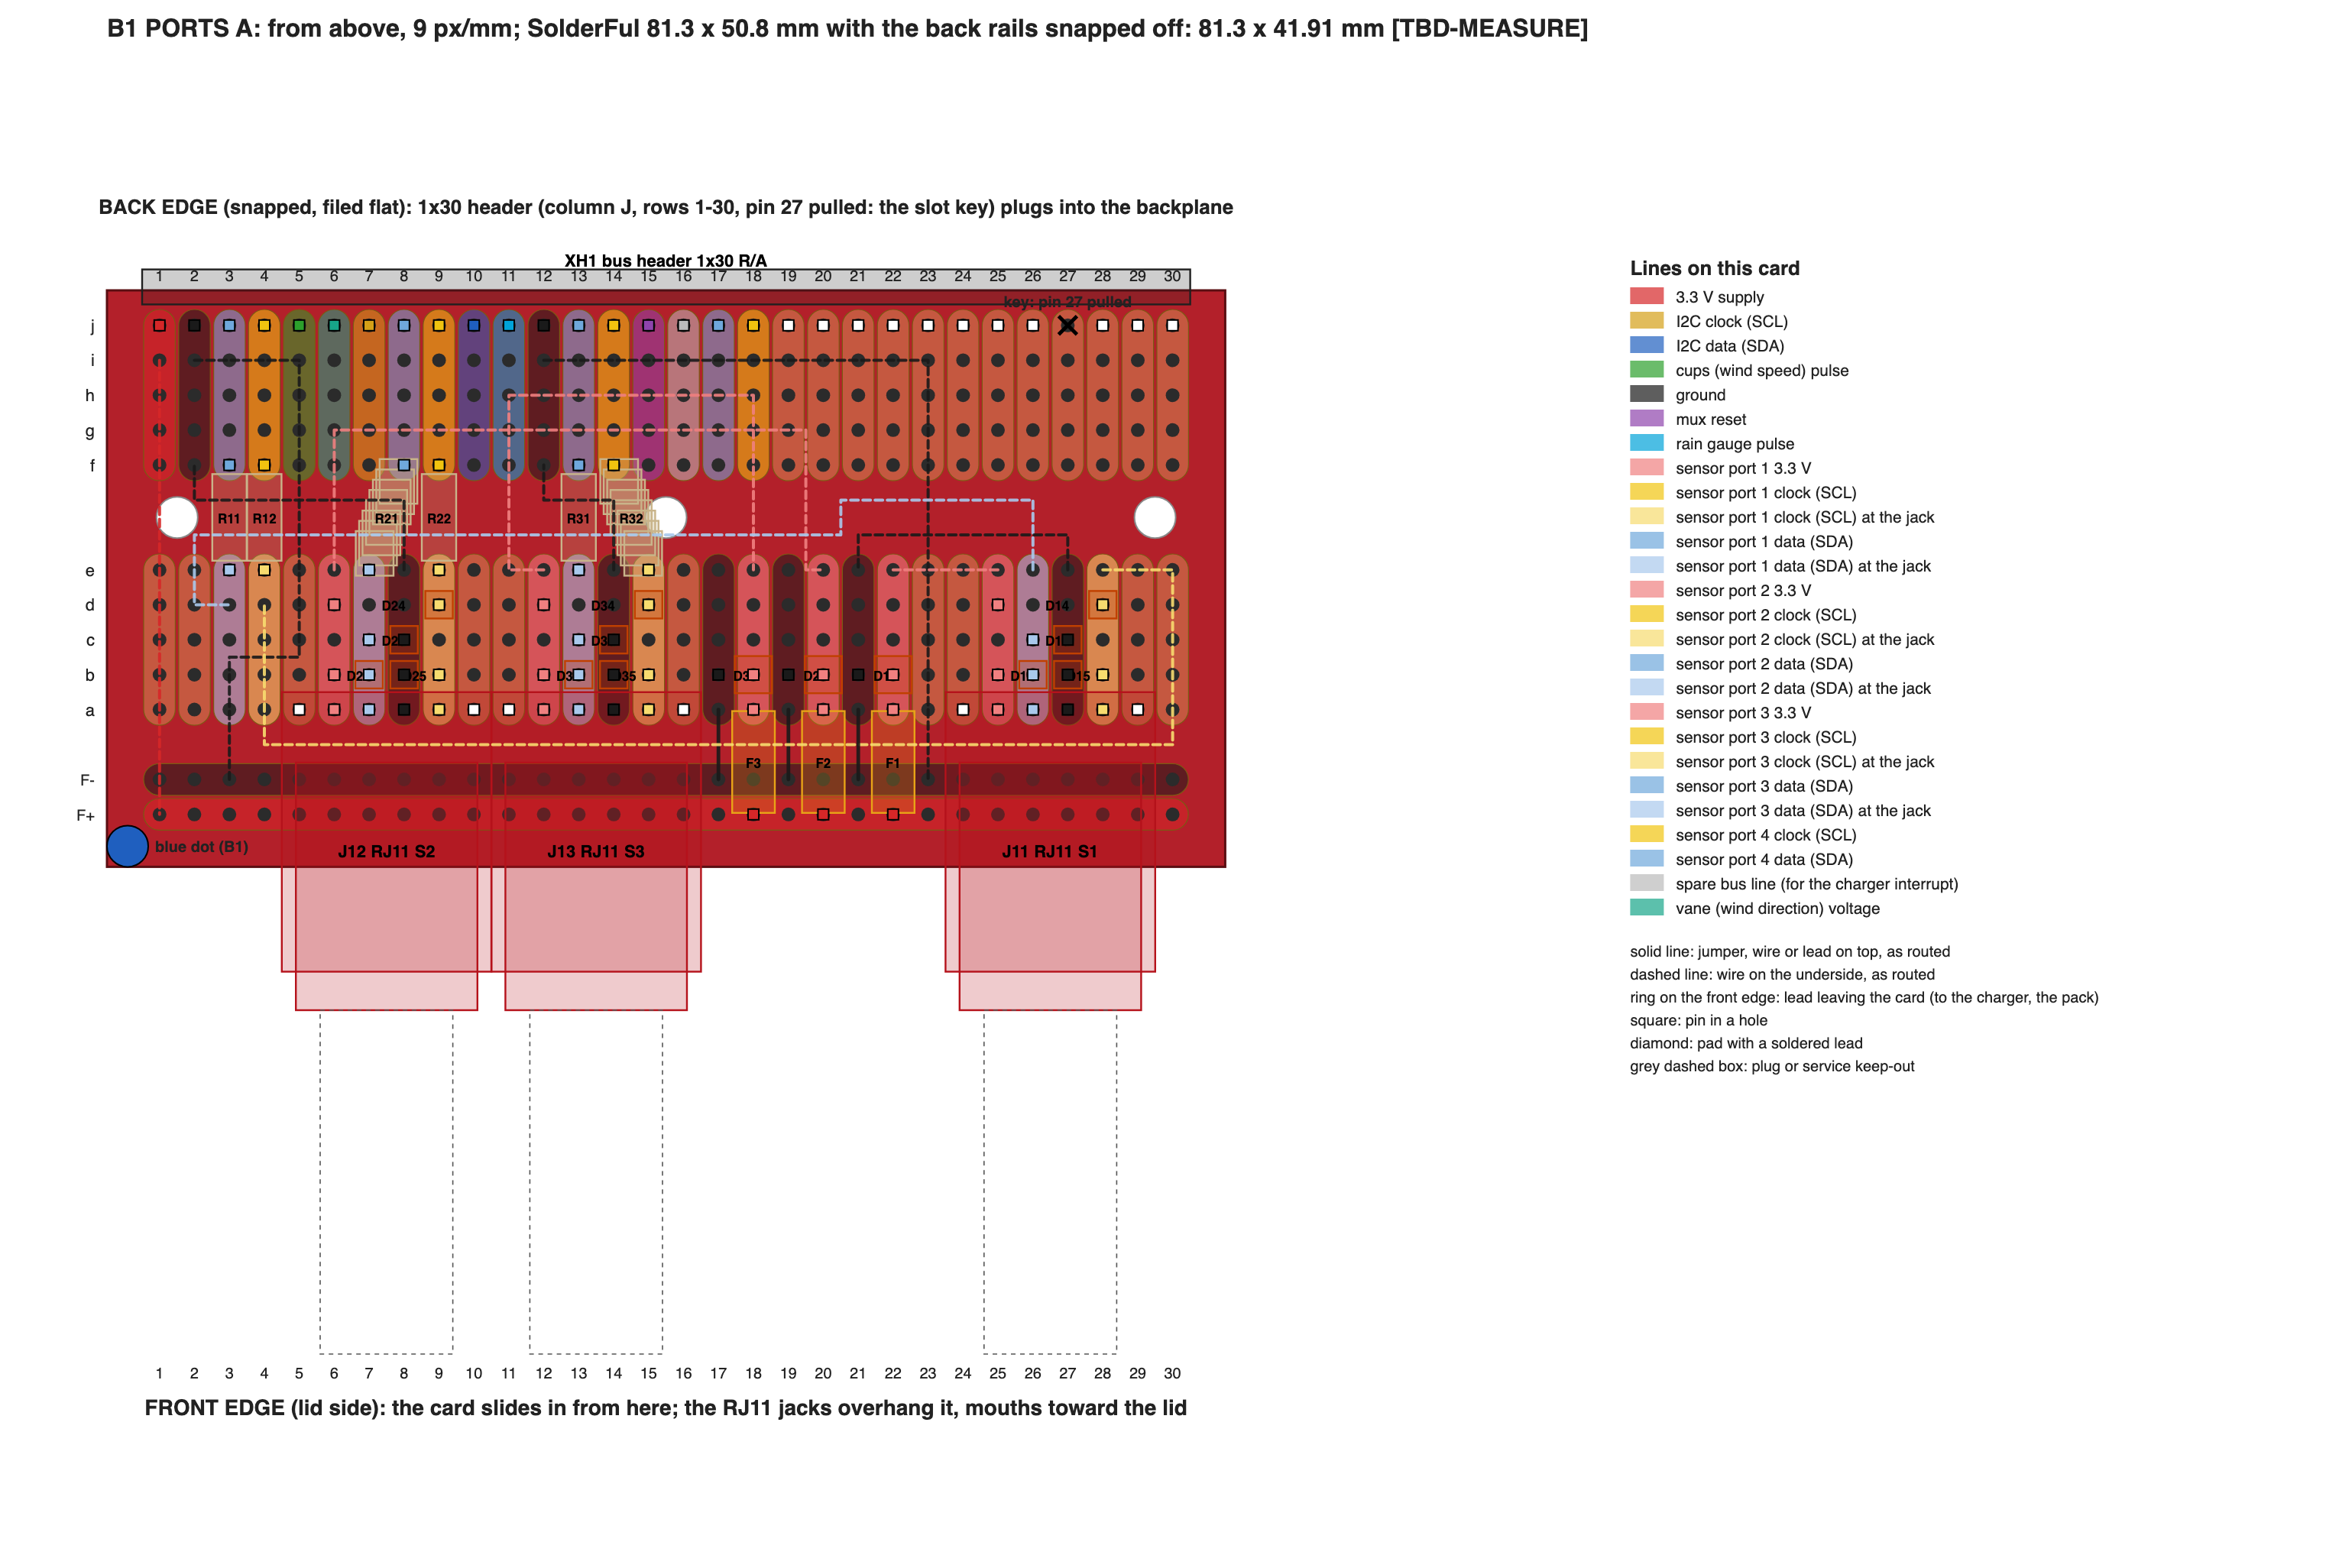 B1 PORTS A: from above, 9 px/mm; SolderFul 81.3 x 50.8 mm with the back rails snapped off: 81.3 x 41.91 mm [TBD-MEASURE]
BACK EDGE (snapped, filed flat): 1x30 header (column J, rows 1-30, pin 27 pulled: the slot key) plugs into the backplane
XH1 bus header 1x30 R/A
1 2 3 4 5 6 7 8 9 10 11 12 13 14 15 16 17 18 19 20 21 22 23 24 25 26 27 28 29 30
key: pin 27 pulled
j
i
h
g
f
R11 R12 R21 R22 R31 R32
e
d D24 D34 D14
c
b
a
F3 F2 F1
F-
F+
blue dot (B1)
J12 RJ11 S2 J13 RJ11 S3 J11 RJ11 S1
1 2 3 4 5 6 7 8 9 10 11 12 13 14 15 16 17 18 19 20 21 22 23 24 25 26 27 28 29 30
FRONT EDGE (lid side): the card slides in from here; the RJ11 jacks overhang it, mouths toward the lid
Lines on this card
3.3 V supply
I2C clock (SCL)
I2C data (SDA)
cups (wind speed) pulse
ground
mux reset
rain gauge pulse
sensor port 1 3.3 V
sensor port 1 clock (SCL)
sensor port 1 clock (SCL) at the jack
sensor port 1 data (SDA)
sensor port 1 data (SDA) at the jack
sensor port 2 3.3 V
sensor port 2 clock (SCL)
sensor port 2 clock (SCL) at the jack
sensor port 2 data (SDA)
sensor port 2 data (SDA) at the jack
sensor port 3 3.3 V
sensor port 3 clock (SCL)
sensor port 3 clock (SCL) at the jack
sensor port 3 data (SDA)
sensor port 3 data (SDA) at the jack
sensor port 4 clock (SCL)
sensor port 4 data (SDA)
spare bus line (for the charger interrupt)
vane (wind direction) voltage
solid line: jumper, wire or lead on top, as routed
dashed line: wire on the underside, as routed
ring on the front edge: lead leaving the card (to the charger, the pack)
square: pin in a hole
diamond: pad with a soldered lead
grey dashed box: plug or service keep-out